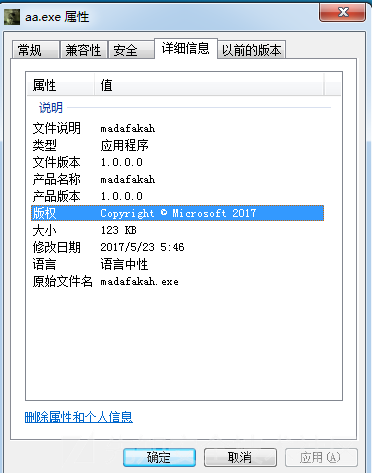 aa.exe 属性
常规 兼容性 安全 详细信息 以前的版本
属性 值
说明
文件说明 madafakah
类型 应用程序
文件版本 1.0.0.0
产品名称 madafakah
产品版本 1.0.0.0
版权 Copyright © Microsoft 2017
大小 123 KB
修改日期 2017/5/23 5:46
语言 语言中性
原始文件名 madafakah.exe
删除属性和个人信息
确定 取消 应用(A)